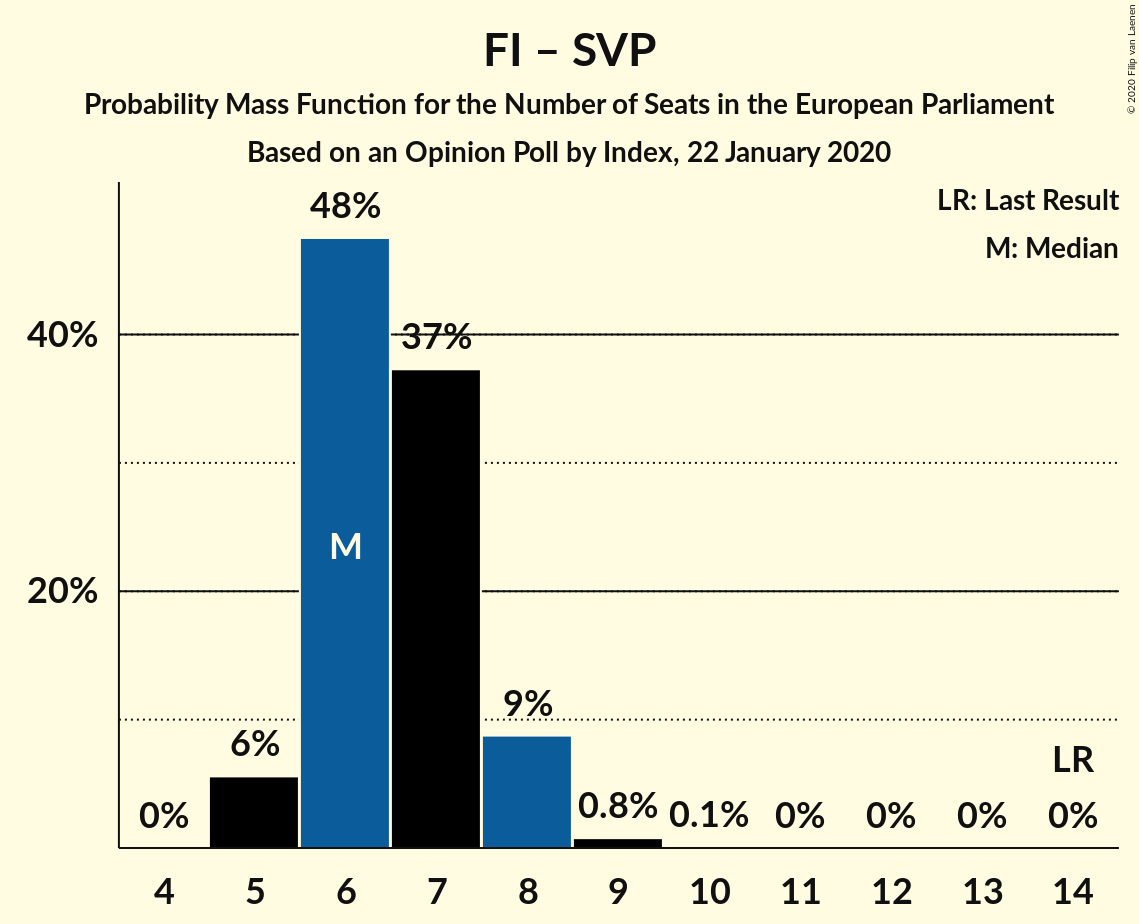 FI – SVP
Probability Mass Function for the Number of Seats in the European Parliament
Based on an Opinion Poll by Index, 22 January 2020
© 2020 Filip van Laenen
LR: Last Result
M: Median
48%
40%
37%
M
20%
9%
6%
LR
0%
0.8%
0.1%
0%
0%
0%
0%
4 5 6 7 8 9 10 11 12 13 14